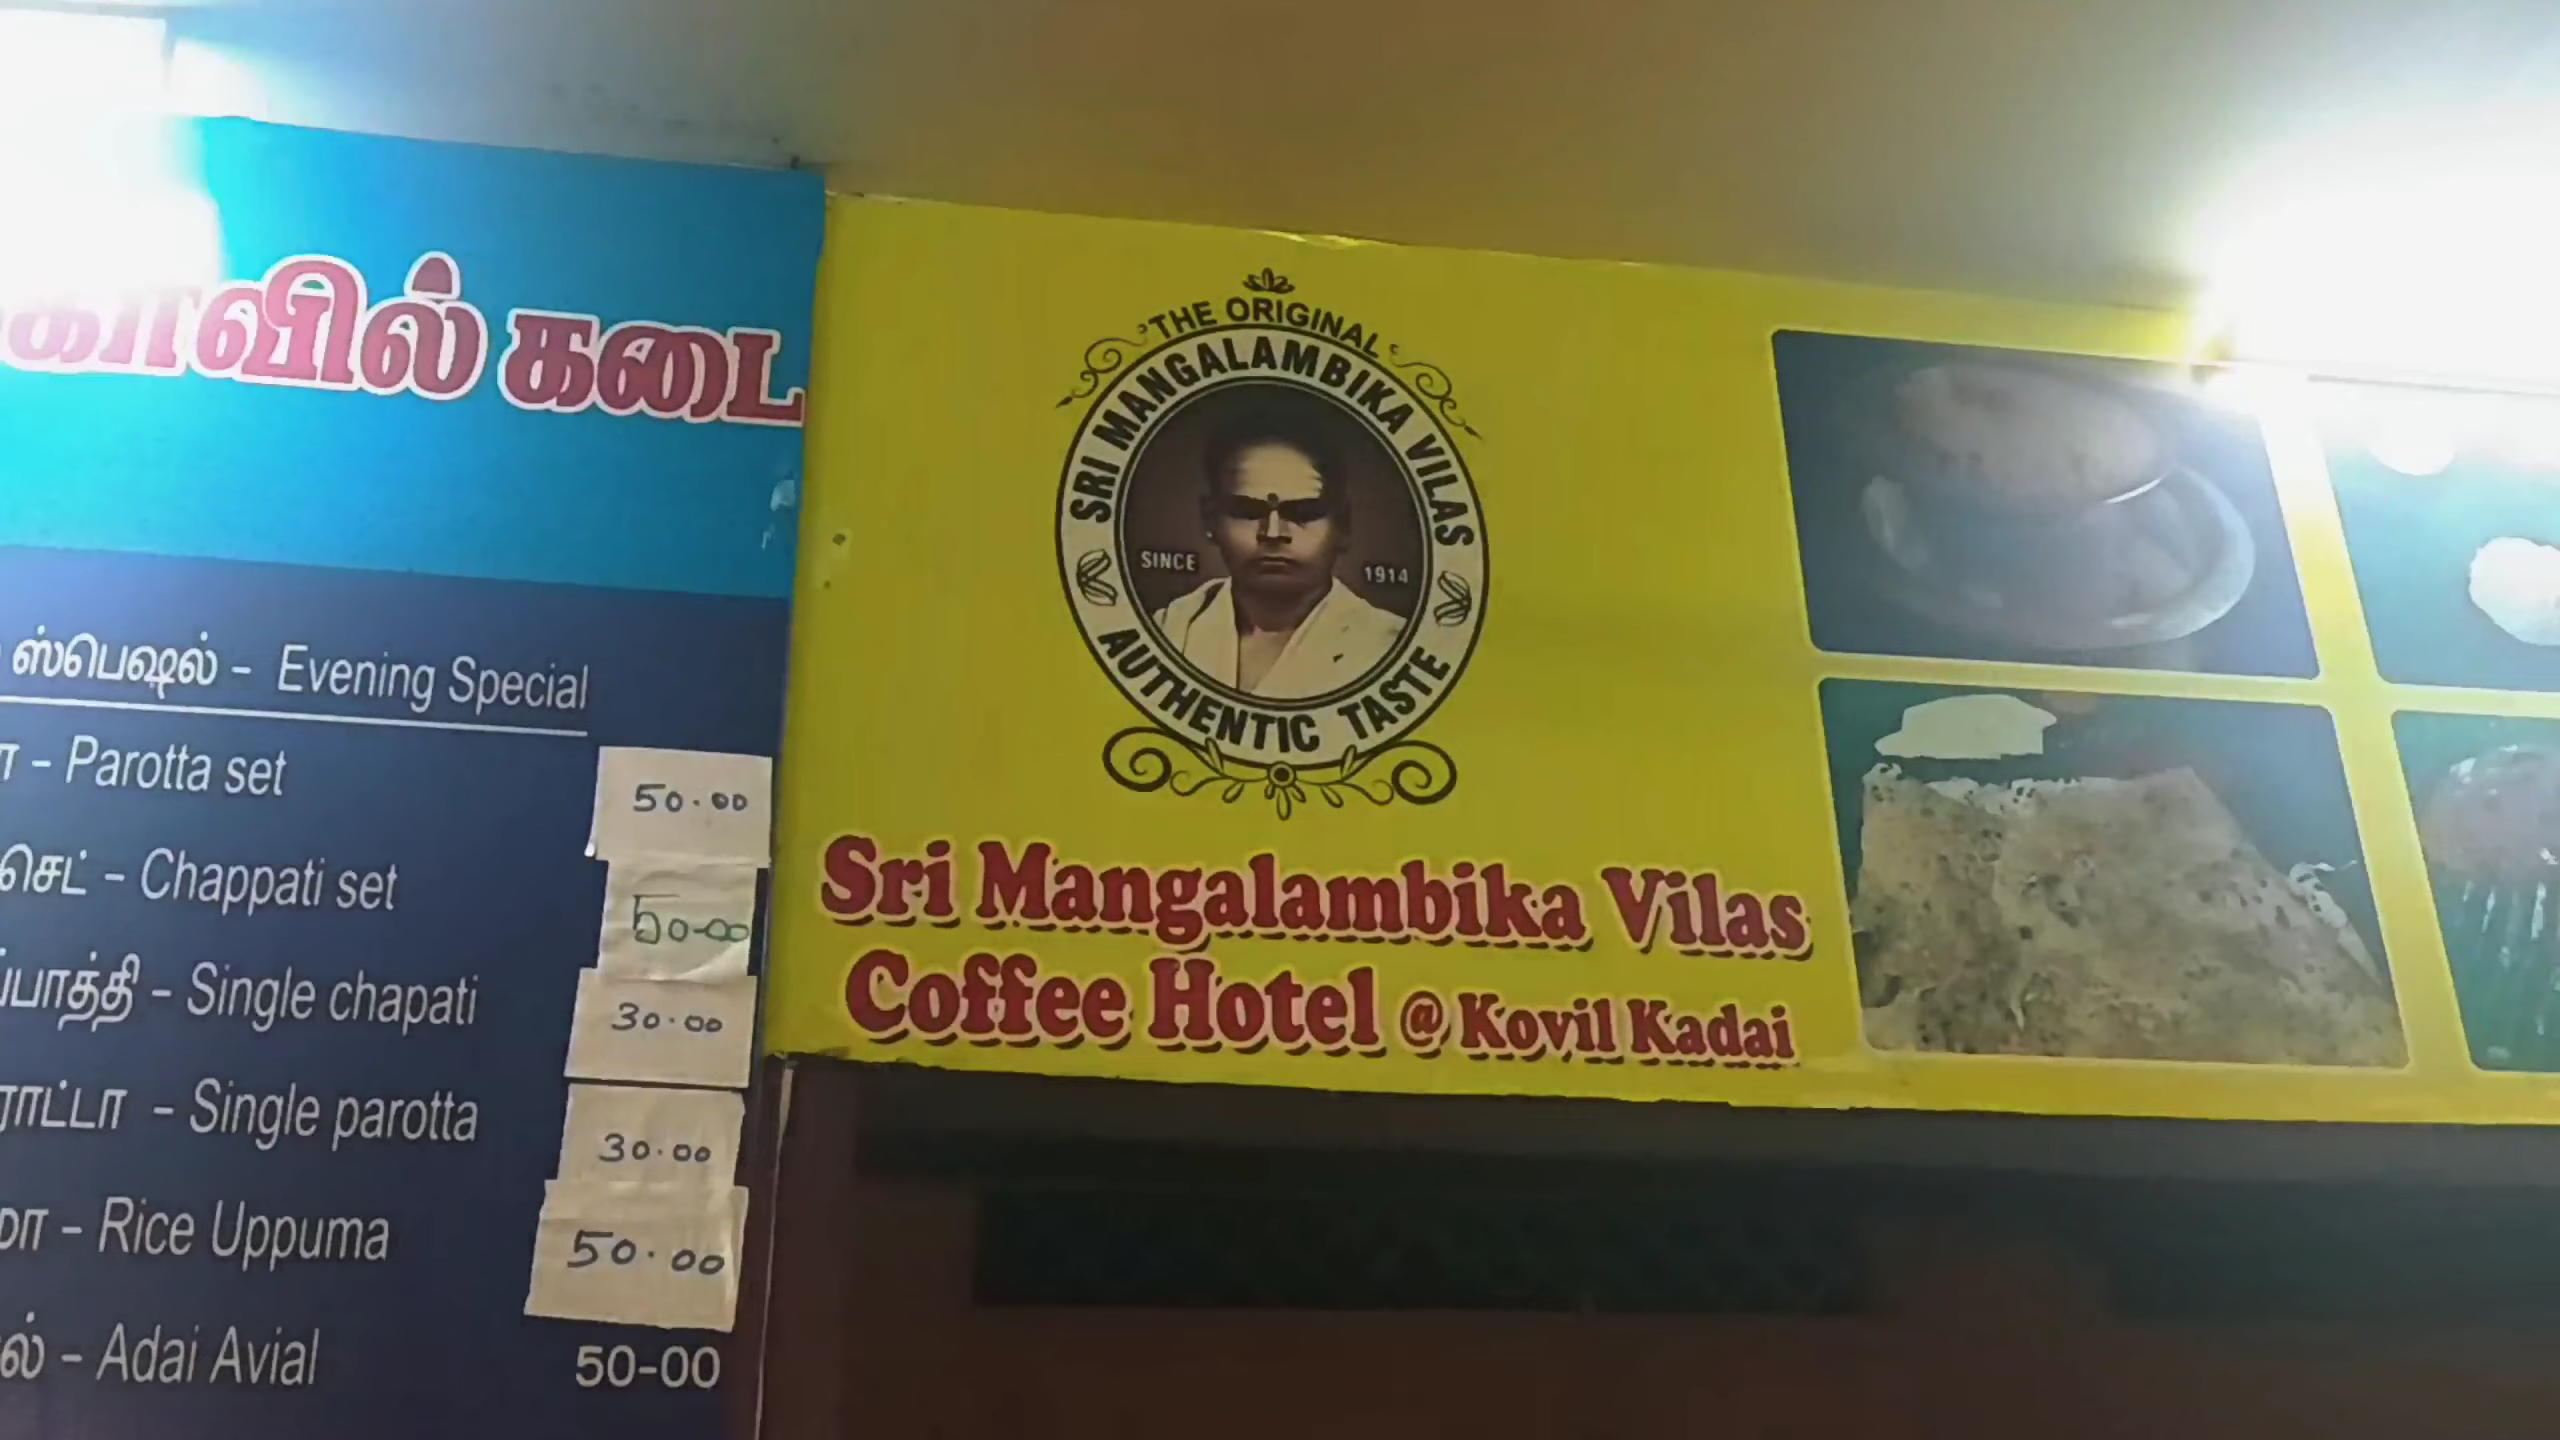 கோவில் கடை
ஸ்பெஷல் – Evening Special
– Parotta set 50.00
செட் – Chappati set 50-00
– Single chapati 30.00
– Single parotta 30.00
– Rice Uppuma 50.00
– Adai Avial 50-00
THE ORIGINAL
SRI MANGALAMBIKA VILAS
SINCE 1914
AUTHENTIC TASTE
Sri Mangalambika Vilas
Coffee Hotel @ Kovil Kadai